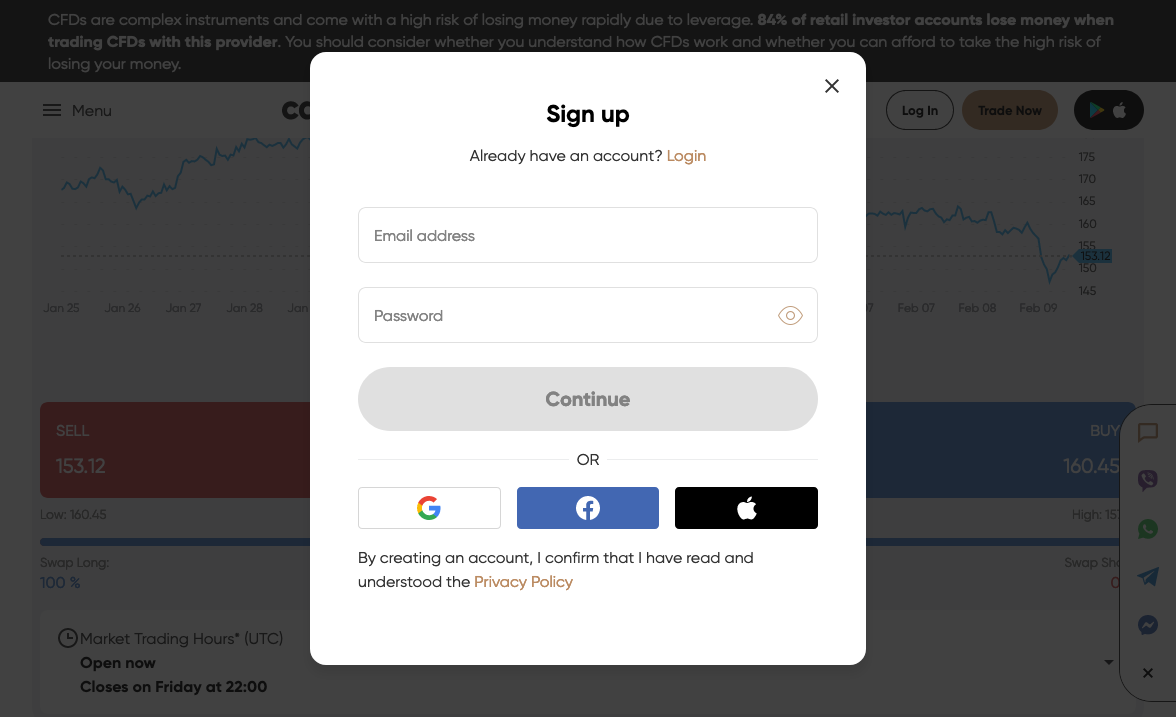 CFDs are complex instruments and come with a high risk of losing money rapidly due to leverage. 84% of retail investor accounts lose money when
trading CFDs with this provider. You should consider whether you understand how CFDs work and whether you can afford to take the high risk of
losing your money.
Menu
Log In
Trade Now
Sign up
Already have an account? Login
Email address
Password
Continue
OR
By creating an account, I confirm that I have read and
understood the Privacy Policy
175
170
165
160
155
153.12
150
145
Jan 25 Jan 26 Jan 27 Jan 28 Jan Feb 07 Feb 08 Feb 09
SELL
153.12
BUY
160.45
Low: 160.45
High:
Swap Long:
100 %
Swap
Market Trading Hours* (UTC)
Open now
Closes on Friday at 22:00